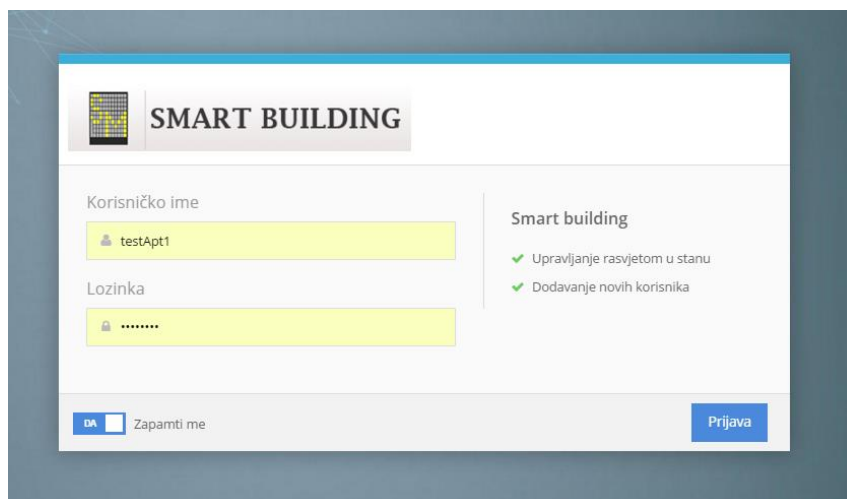 SMART BUILDING
Korisničko ime
testApt1
Lozinka
••••••••
Smart building
Upravljanje rasvjetom u stanu
Dodavanje novih korisnika
DA
Zapamti me
Prijava